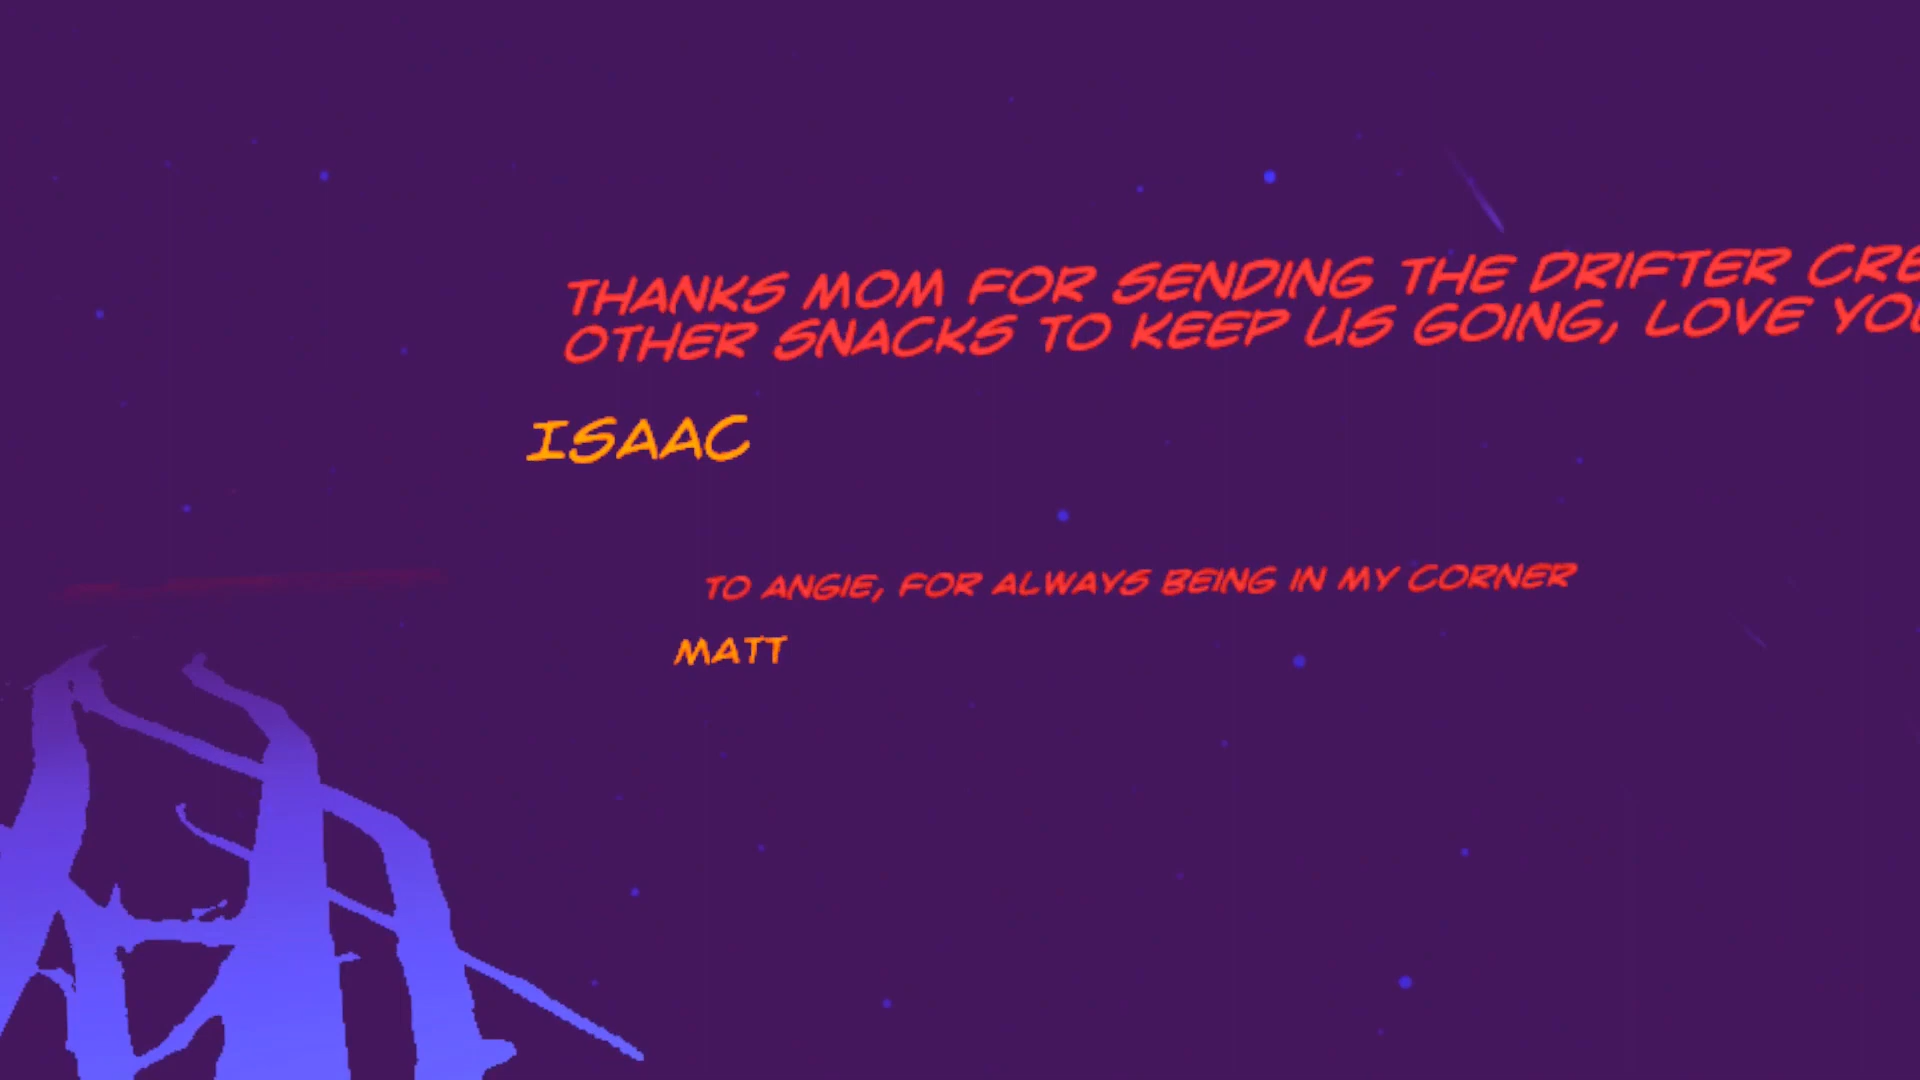 THANKS MOM FOR SENDING THE DRIFTER
OTHER SNACKS TO KEEP US GOING, LOVE
ISAAC
TO ANGIE, FOR ALWAYS BEING IN MY CORNER
MATT